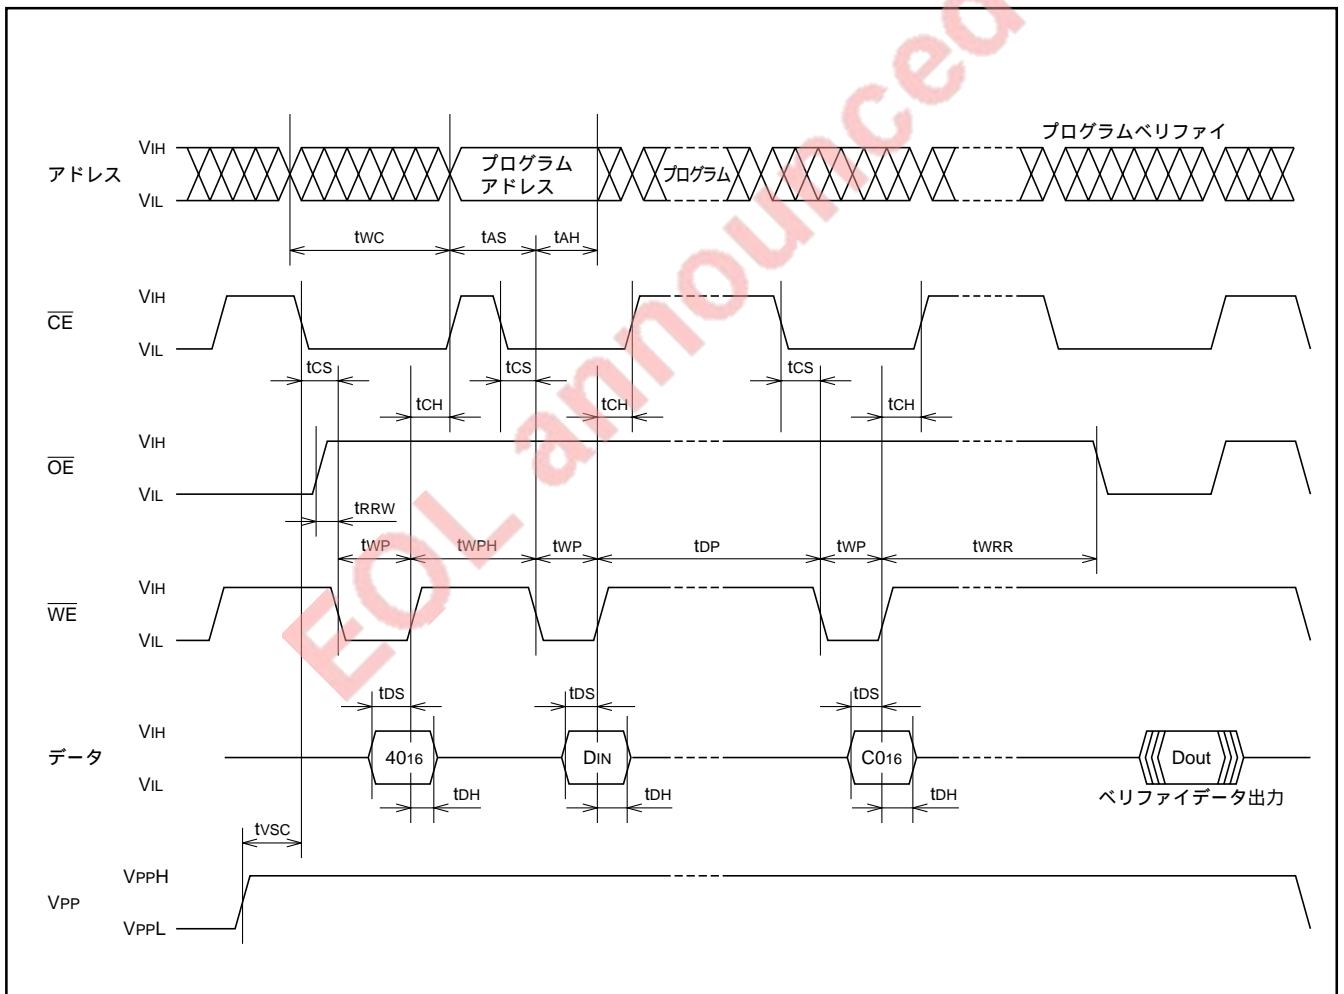 EOL announced
プログラムベリファイ
アドレス
VIH
VIL
プログラム
アドレス
プログラム
tWC
tAS
tAH
CE
VIH
VIL
tCS
tCS
tCS
tCH
tCH
tCH
OE
VIH
VIL
tRRW
tWP
tWPH
tWP
tDP
tWP
tWRR
WE
VIH
VIL
tDS
tDS
tDS
データ
VIH
VIL
4016
DIN
C016
Dout
tDH
tDH
tDH
ベリファイデータ出力
tVSC
VPP
VPPH
VPPL